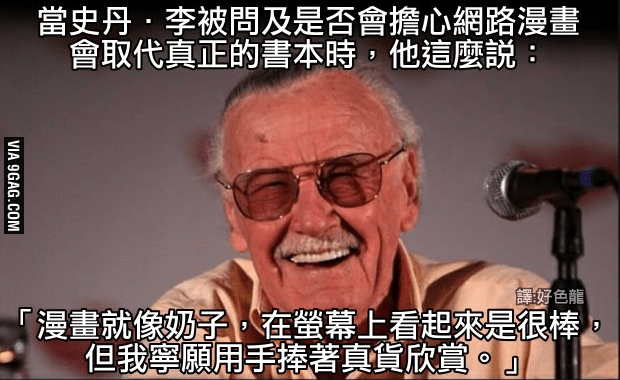 當史丹．李被問及是否會擔心網路漫畫
會取代真正的書本時，他這麼説：
VIA 9GAG.COM
譯:好色龍
「漫畫就像奶子，在螢幕上看起來是很棒，
但我寧願用手捧著真貨欣賞。」